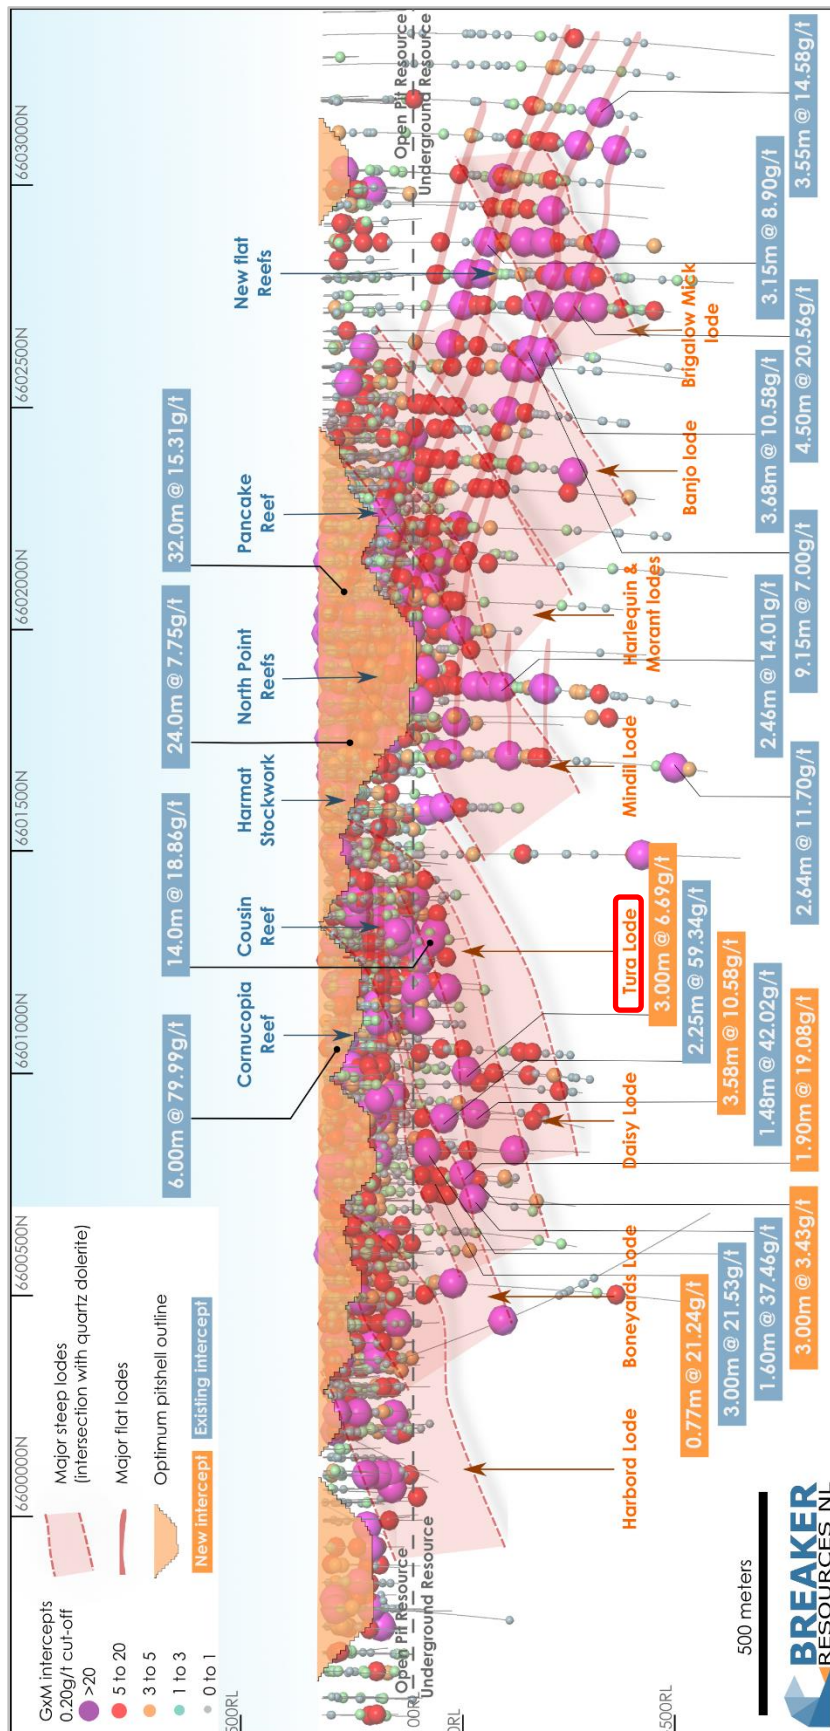 GxM intercepts
0.20g/t cut-off
>20
5 to 20
3 to 5
1 to 3
0 to 1
Major steep lodes
(intersection with quartz dolerite)
Major flat lodes
Optimum pitshell outline
New intercept
Existing intercept
6600000N
6600500N
6601000N
6601500N
6602000N
6602500N
6603000N
6.00m @ 79.99g/t
14.0m @ 18.86g/t
24.0m @ 7.75g/t
32.0m @ 15.31g/t
Cornucopia
Reef
Cousin
Reef
Harmat
Stockwork
North Point
Reefs
Pancake
Reef
New flat
Reefs
Open Pit Resource
Underground Resource
Open Pit Resource
Underground Resource
Harbord Lode
Boneyards Lode
Daisy Lode
Tura Lode
Mindil Lode
Harlequin &
Morant lodes
Banjo lode
Brigalow Mick
lode
0.77m @ 21.24g/t
3.00m @ 21.53g/t
1.60m @ 37.46g/t
3.00m @ 3.43g/t
3.00m @ 6.69g/t
2.25m @ 59.34g/t
3.58m @ 10.58g/t
1.48m @ 42.02g/t
1.90m @ 19.08g/t
2.64m @ 11.70g/t
2.46m @ 14.01g/t
9.15m @ 7.00g/t
3.68m @ 10.58g/t
4.50m @ 20.56g/t
3.15m @ 8.90g/t
3.55m @ 14.58g/t
500 meters
BREAKER
RESOURCES NL